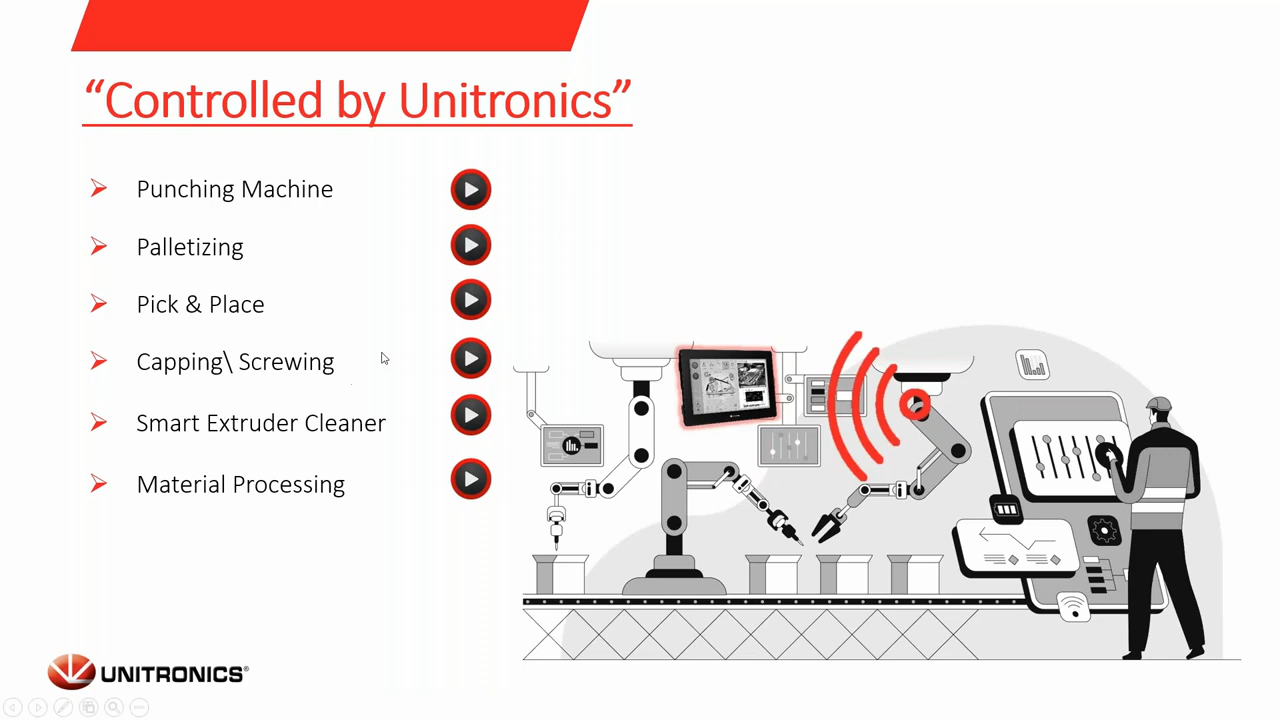 “Controlled by Unitronics”
Punching Machine
Palletizing
Pick & Place
Capping\ Screwing
Smart Extruder Cleaner
Material Processing
UNITRONICS®